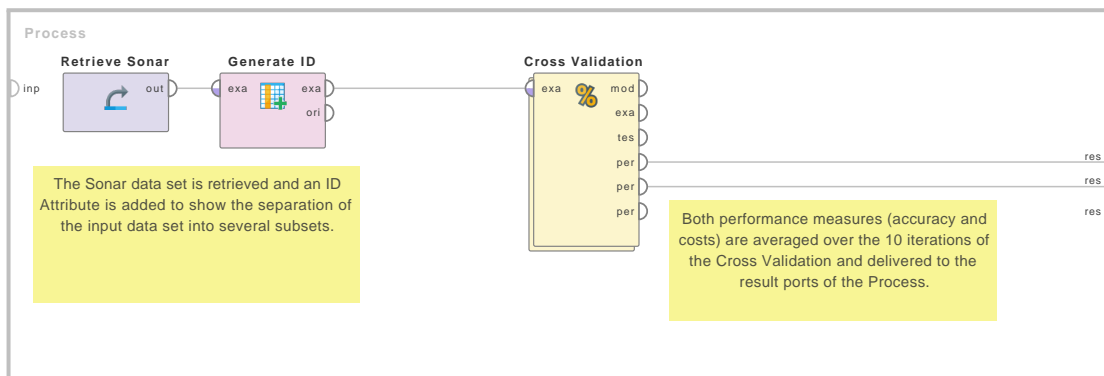 Process
Retrieve Sonar
Generate ID
Cross Validation
inp
out
exa
exa
ori
exa
mod
exa
tes
per
per
per
res
res
res
The Sonar data set is retrieved and an ID
Attribute is added to show the separation of
the input data set into several subsets.
Both performance measures (accuracy and
costs) are averaged over the 10 iterations of
the Cross Validation and delivered to the
result ports of the Process.